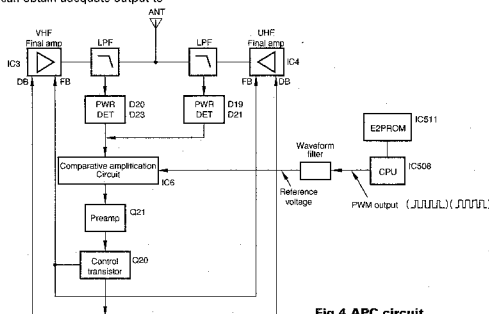 can obtain adequate output to
ANT
VHF
Final amp
LPF
LPF
UHF
Final amp
IC3
IC4
DB
FB
FB
DB
PWR
DET
D20
D23
PWR
DET
D19
D21
IC511
E2PROM
Waveform
filter
Comparative amplification
Circuit
IC6
CPU
IC508
Reference
voltage
PWM output
Preamp
Q21
Control
transistor
Q20
Fig.4 APC circuit